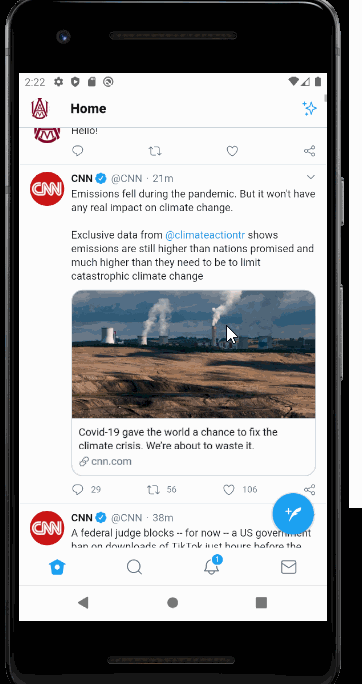 2:22
Home
Hello!
CNN @CNN · 21m
Emissions fell during the pandemic. But it won't have
any real impact on climate change.
Exclusive data from @climateactiontr shows
emissions are still higher than nations promised and
much higher than they need to be to limit
catastrophic climate change
Covid-19 gave the world a chance to fix the
climate crisis. We're about to waste it.
cnn.com
29 56 106
CNN @CNN · 38m
A federal judge blocks -- for now -- a US government
ban on downloads of TikTok just hours before the
1